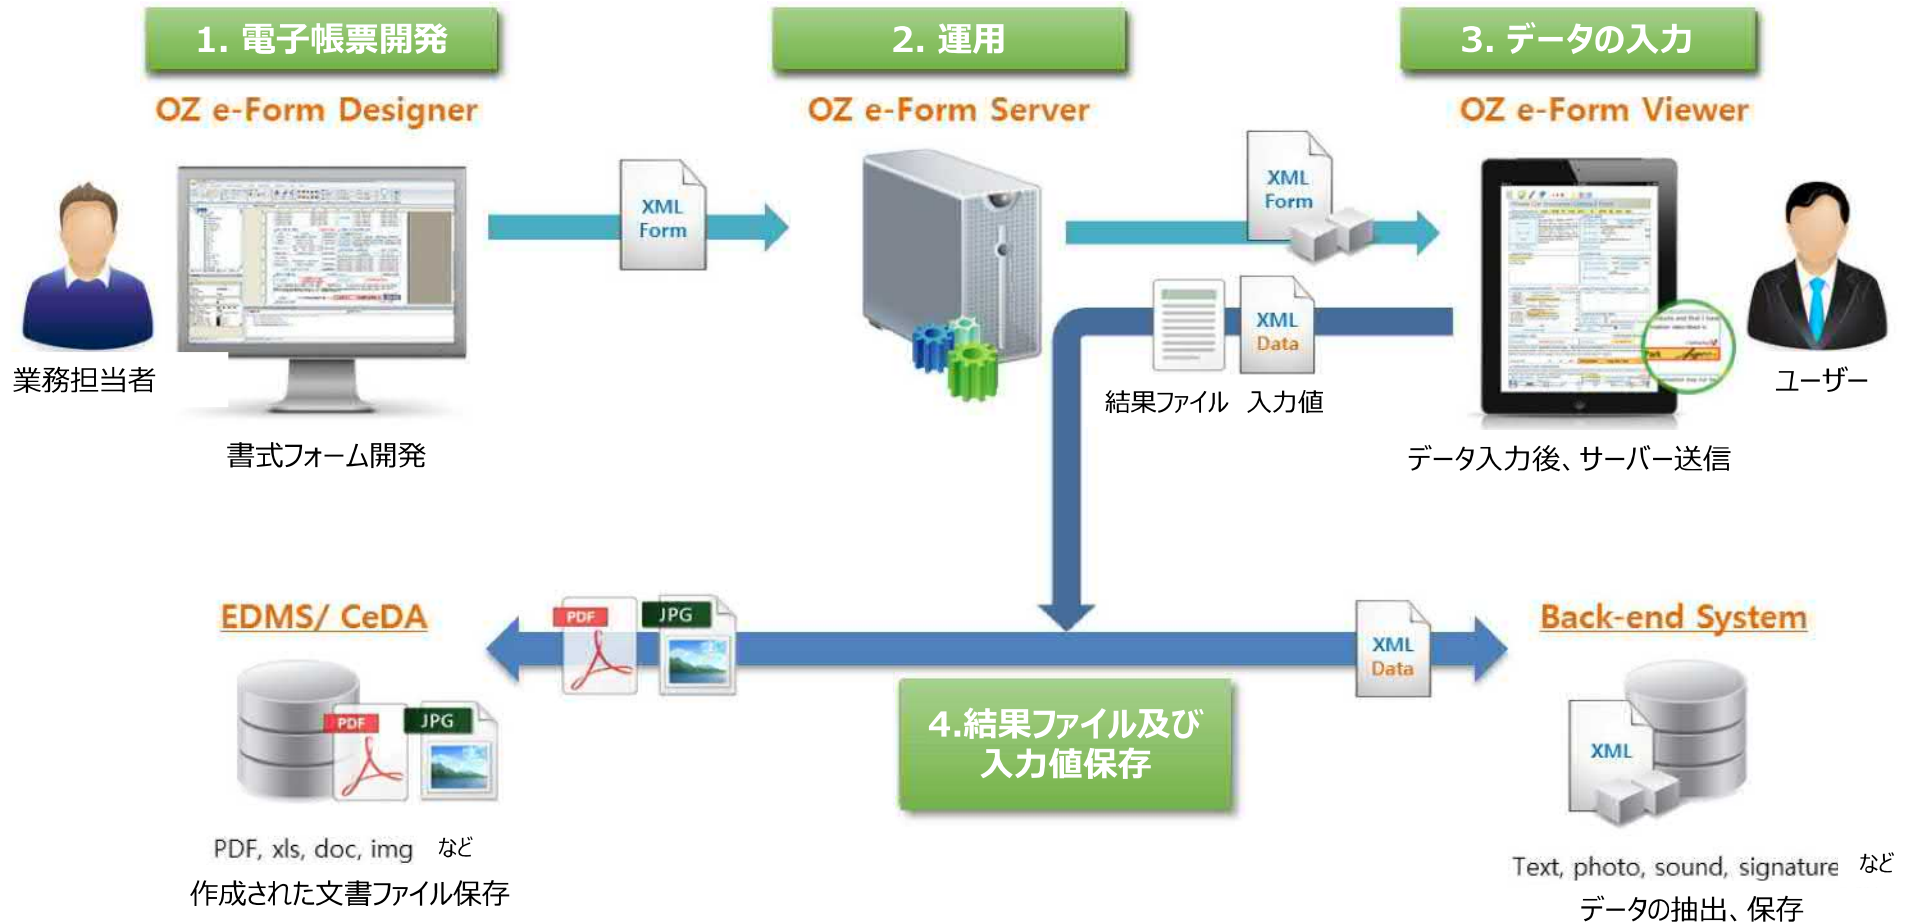 1. 電子帳票開発
2. 運用
3. データの入力
OZ e-Form Designer
OZ e-Form Server
OZ e-Form Viewer
XML
Form
XML
Form
業務担当者
書式フォーム開発
XML
Data
結果ファイル 入力値
ユーザー
データ入力後、サーバー送信
EDMS/ CeDA
PDF
JPG
XML
Data
Back-end System
4.結果ファイル及び
入力値保存
PDF
JPG
XML
PDF, xls, doc, img など
作成された文書ファイル保存
Text, photo, sound, signature など
データの抽出、保存